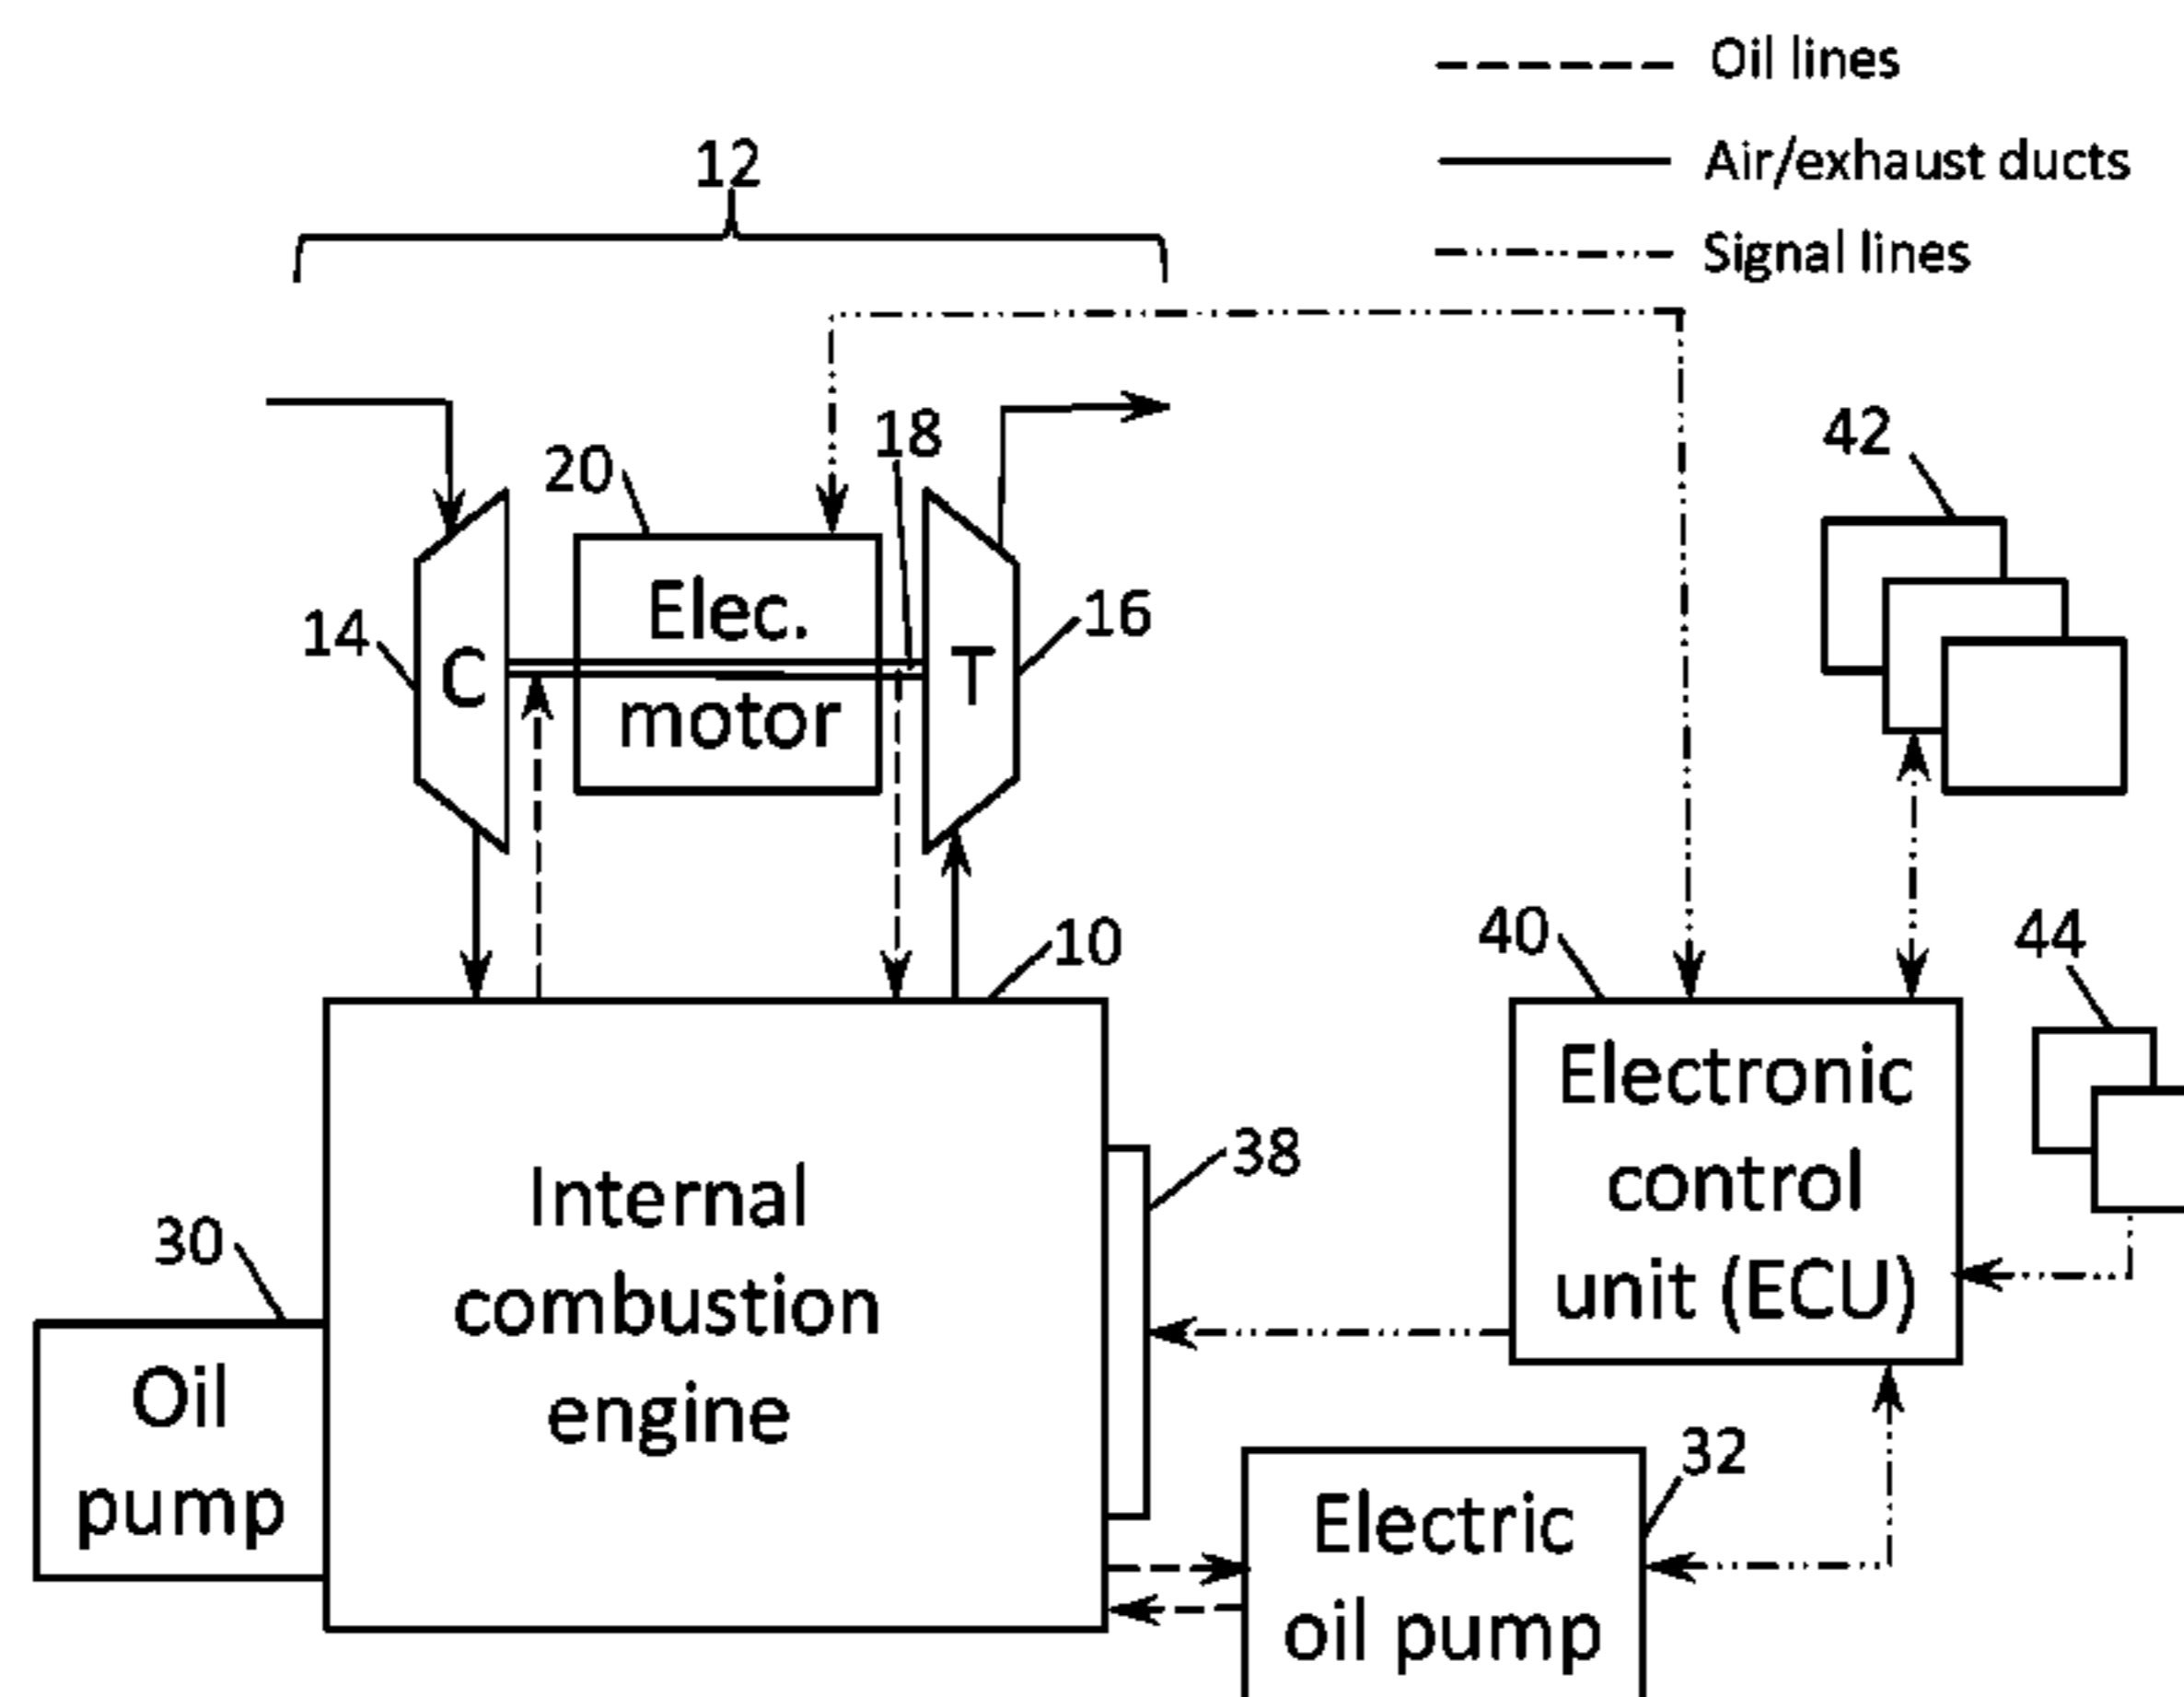 Oil lines
Air/exhaust ducts
Signal lines
12
18
20
42
Elec.
motor
14
C
T
16
10
40
44
Electronic
control
unit (ECU)
38
Internal
combustion
engine
30
Oil
pump
32
Electric
oil pump